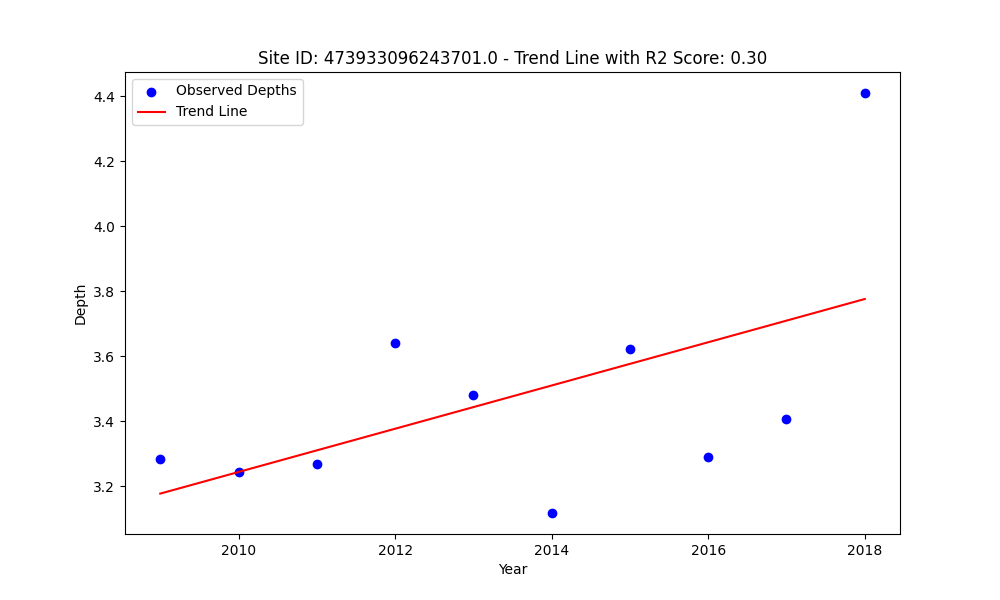 Site ID: 473933096243701.0 - Trend Line with R2 Score: 0.30
Observed Depths
Trend Line
4.4
4.2
4.0
3.8
3.6
3.4
3.2
Depth
2010
2012
2014
2016
2018
Year